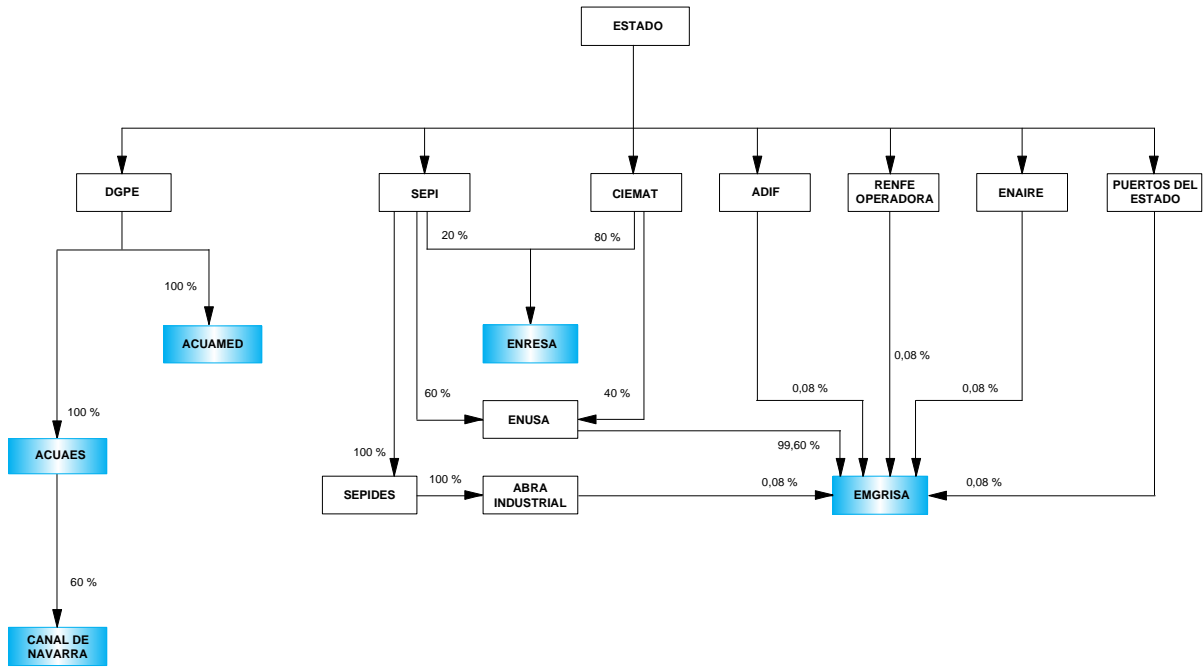 ESTADO
DGPE
SEPI
CIEMAT
ADIF
RENFE
OPERADORA
ENAIRE
PUERTOS DEL
ESTADO
20 %
80 %
100 %
ACUAMED
ENRESA
0,08 %
60 %
40 %
0,08 %
0,08 %
100 %
ENUSA
ACUAES
99,60 %
100 %
SEPIDES
100 %
ABRA
INDUSTRIAL
0,08 %
EMGRISA
0,08 %
60 %
CANAL DE
NAVARRA